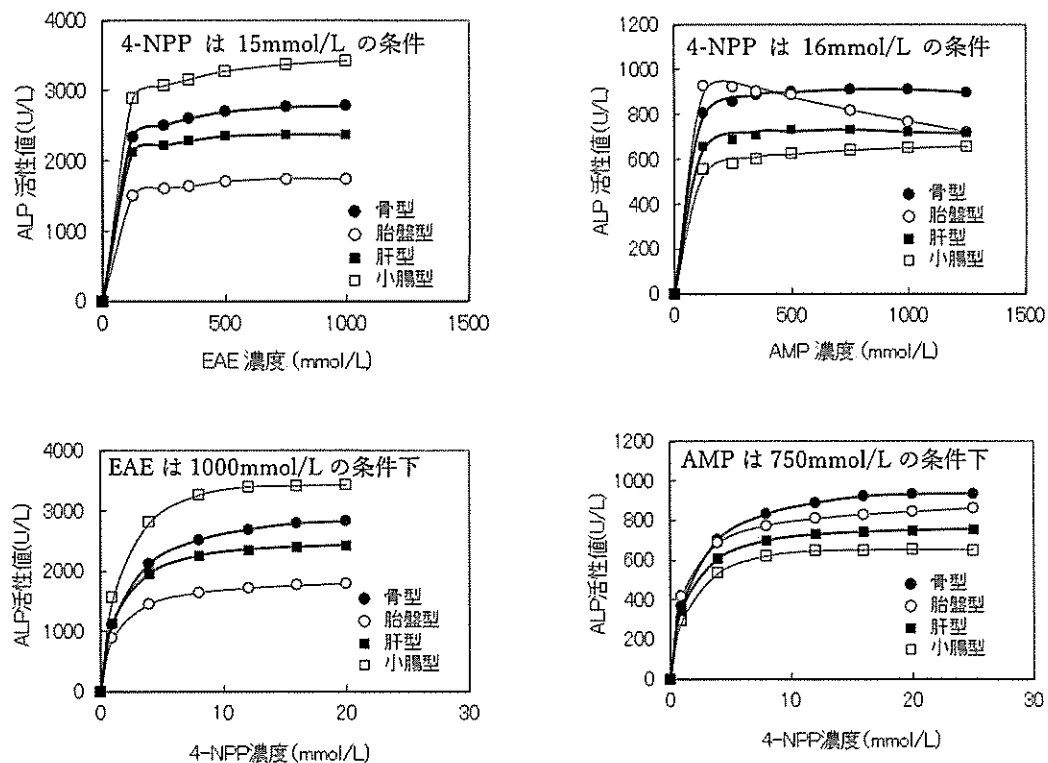 4-NPP は 15mmol/L の条件
4000
3000
2000
1000
0
ALP 活性値(U/L)
骨型
胎盤型
肝型
小腸型
0 500 1000 1500
EAE 濃度 (mmol/L)
4-NPP は 16mmol/L の条件
1200
1000
800
600
400
200
0
ALP 活性値(U/L)
骨型
胎盤型
肝型
小腸型
0 500 1000 1500
AMP 濃度 (mmol/L)
EAE は 1000mmol/L の条件下
4000
3000
2000
1000
0
ALP活性値(U/L)
骨型
胎盤型
肝型
小腸型
0 10 20 30
4-NPP濃度 (mmol/L)
AMP は 750mmol/L の条件下
1200
1000
800
600
400
200
0
ALP活性値(U/L)
骨型
胎盤型
肝型
小腸型
0 10 20 30
4-NPP濃度 (mmol/L)